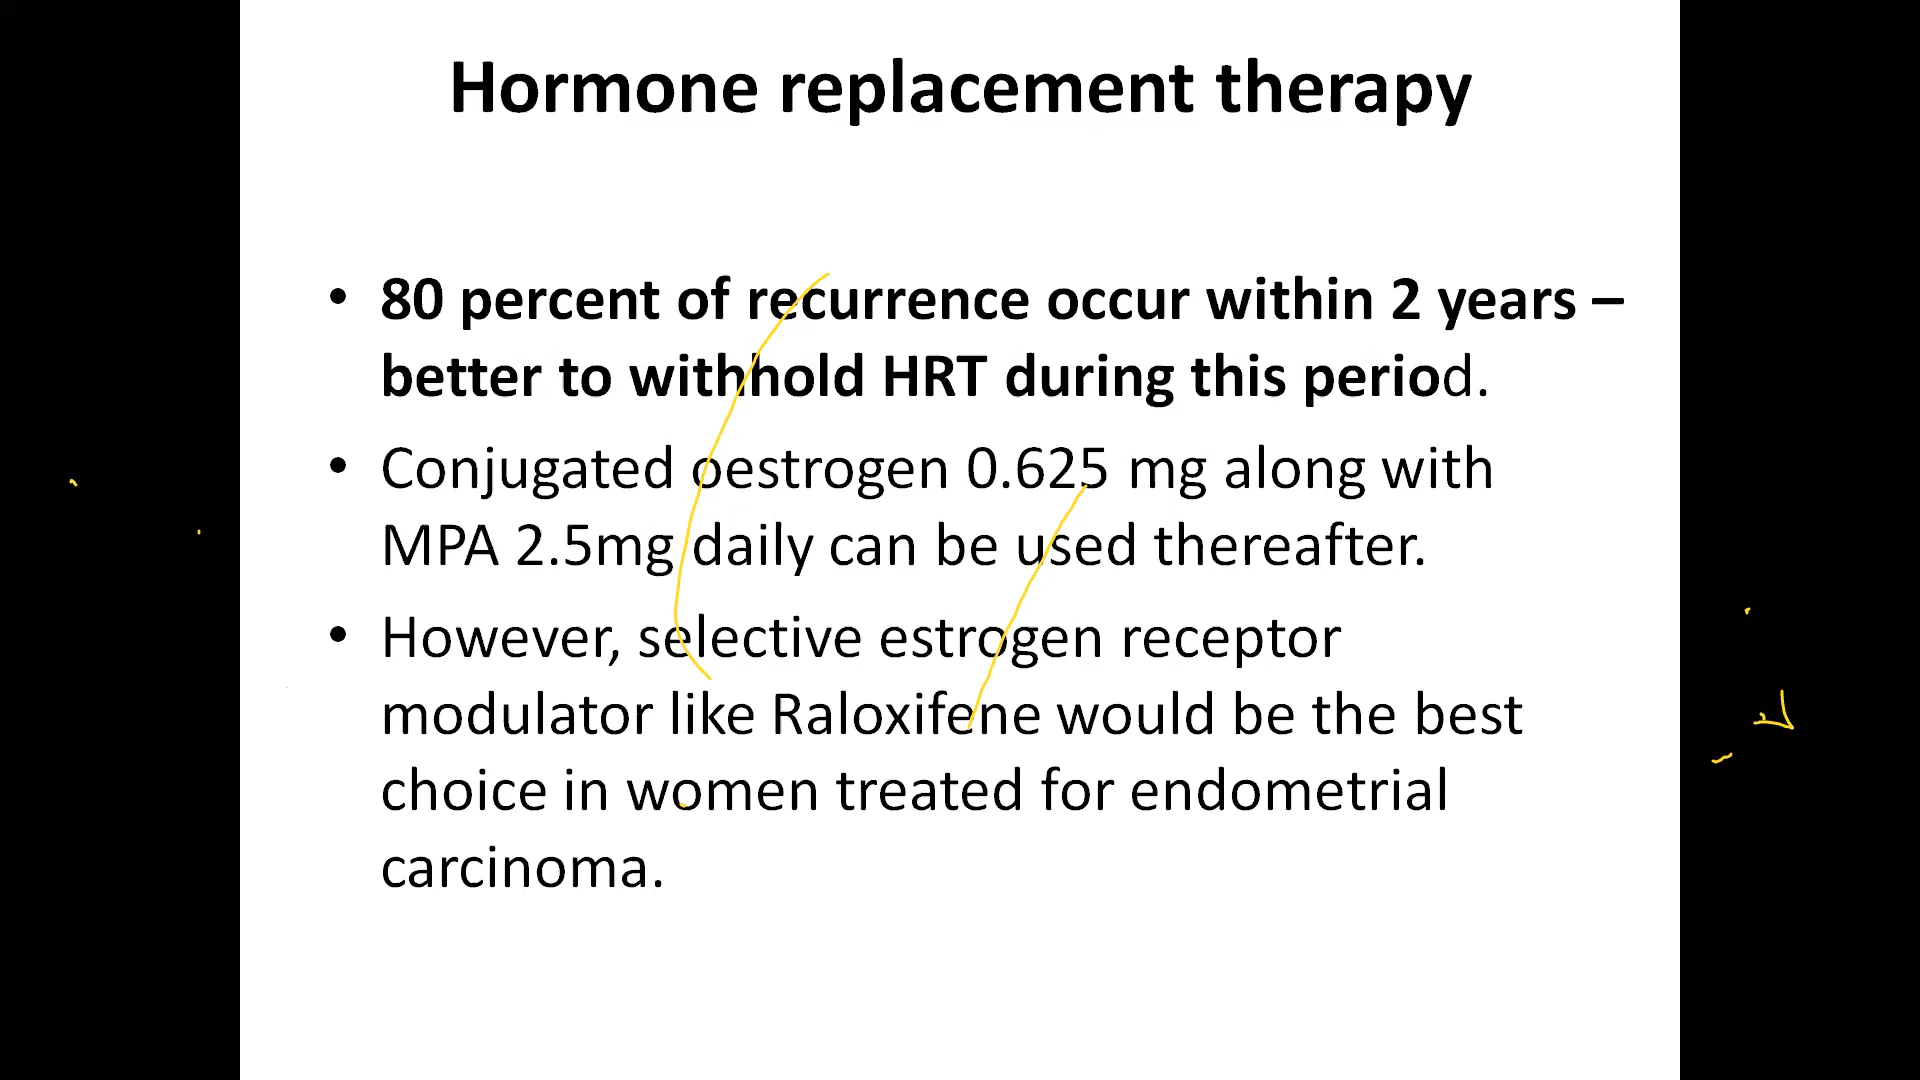 Hormone replacement therapy
• 80 percent of recurrence occur within 2 years –
better to withhold HRT during this period.
• Conjugated oestrogen 0.625 mg along with
MPA 2.5mg daily can be used thereafter.
• However, selective estrogen receptor
modulator like Raloxifene would be the best
choice in women treated for endometrial
carcinoma.